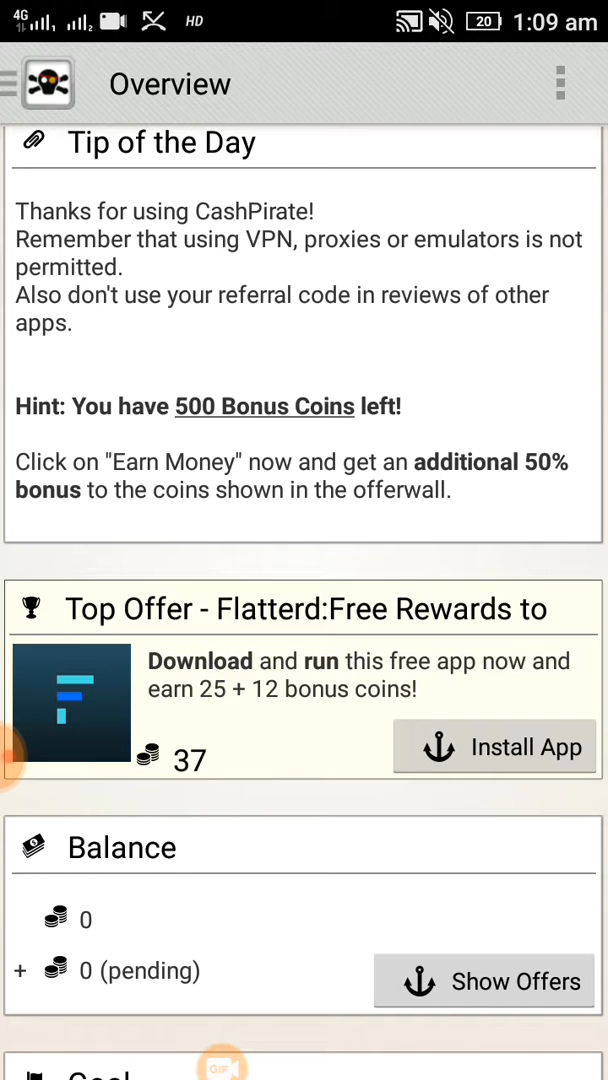 4G HD 20 1:09 am
Overview
Tip of the Day
Thanks for using CashPirate!
Remember that using VPN, proxies or emulators is not
permitted.
Also don't use your referral code in reviews of other
apps.
Hint: You have 500 Bonus Coins left!
Click on "Earn Money" now and get an additional 50%
bonus to the coins shown in the offerwall.
Top Offer - Flatterd:Free Rewards to
Download and run this free app now and
earn 25 + 12 bonus coins!
37
Install App
Balance
0
+ 0 (pending)
Show Offers
Goal
GIF